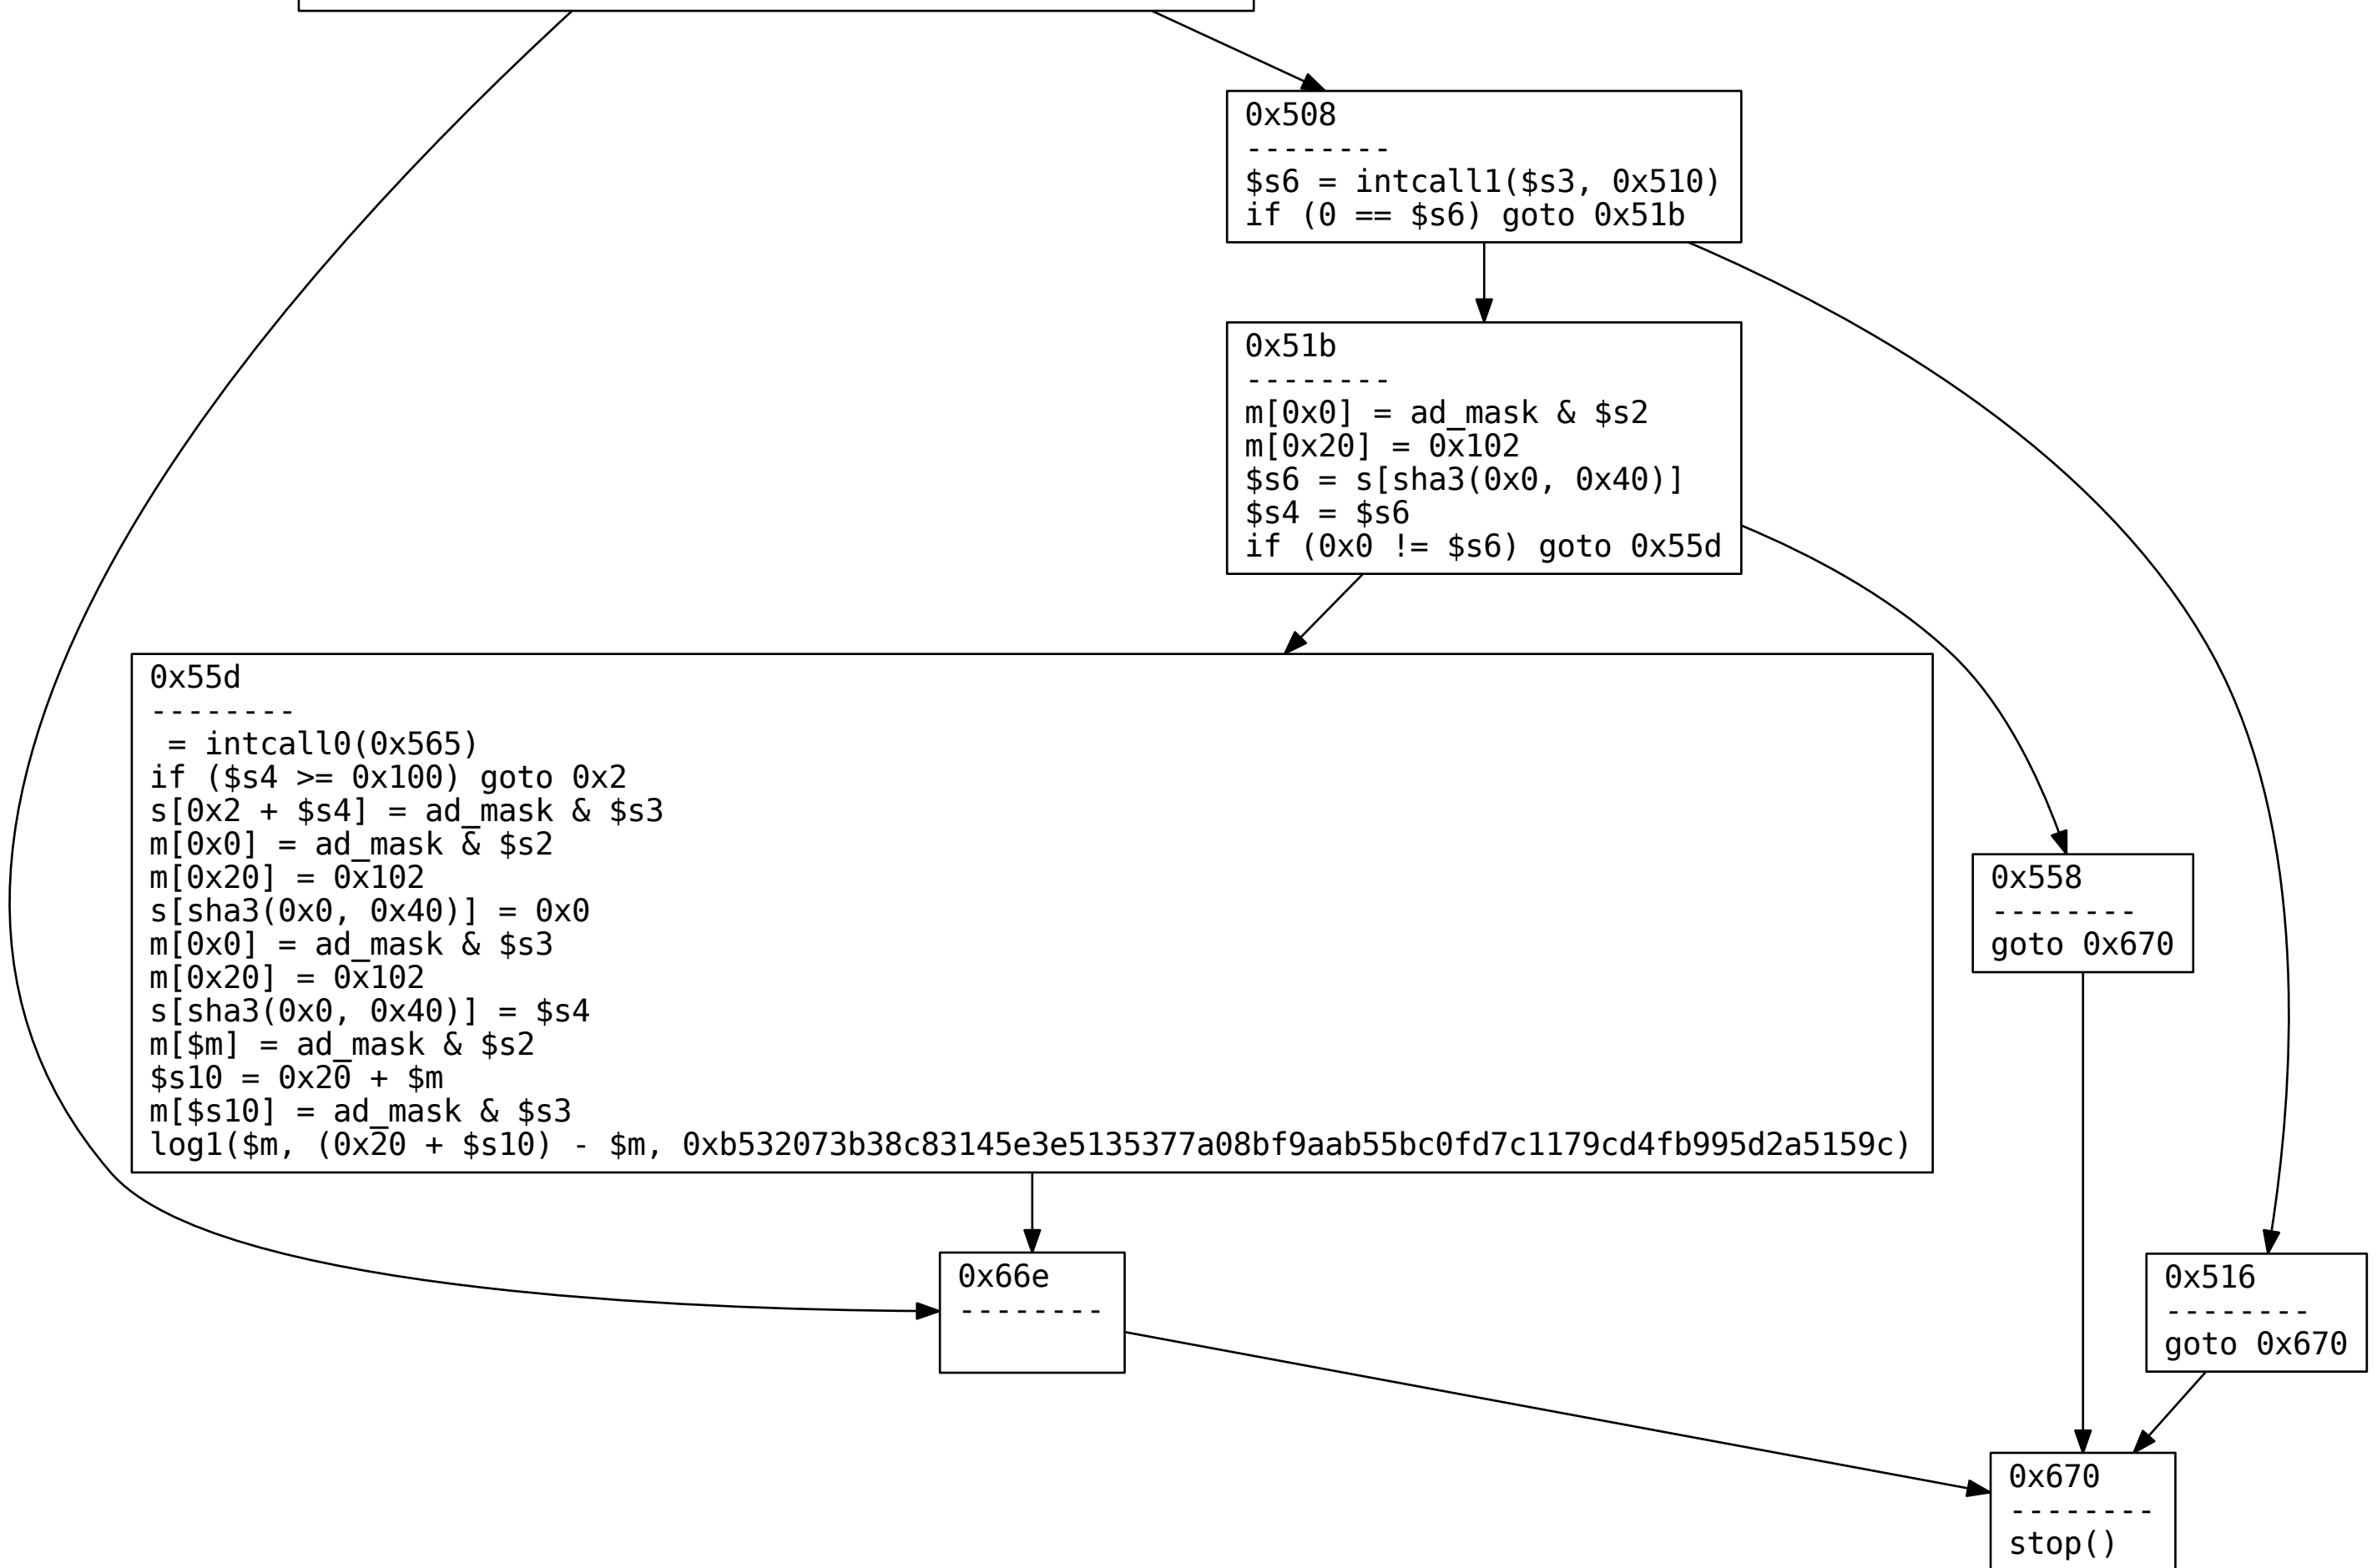 0x508
--------
$s6 = intcall1($s3, 0x510)
if (0 == $s6) goto 0x51b
0x51b
--------
m[0x0] = ad_mask & $s2
m[0x20] = 0x102
$s6 = s[sha3(0x0, 0x40)]
$s4 = $s6
if (0x0 != $s6) goto 0x55d
0x55d
--------
= intcall0(0x565)
if ($s4 >= 0x100) goto 0x2
s[0x2 + $s4] = ad_mask & $s3
m[0x0] = ad_mask & $s2
m[0x20] = 0x102
s[sha3(0x0, 0x40)] = 0x0
m[0x0] = ad_mask & $s3
m[0x20] = 0x102
s[sha3(0x0, 0x40)] = $s4
m[$m] = ad_mask & $s2
$s10 = 0x20 + $m
m[$s10] = ad_mask & $s3
log1($m, (0x20 + $s10) - $m, 0xb532073b38c83145e3e5135377a08bf9aab55bc0fd7c1179cd4fb995d2a5159c)
0x558
--------
goto 0x670
0x66e
--------
0x516
--------
goto 0x670
0x670
--------
stop()